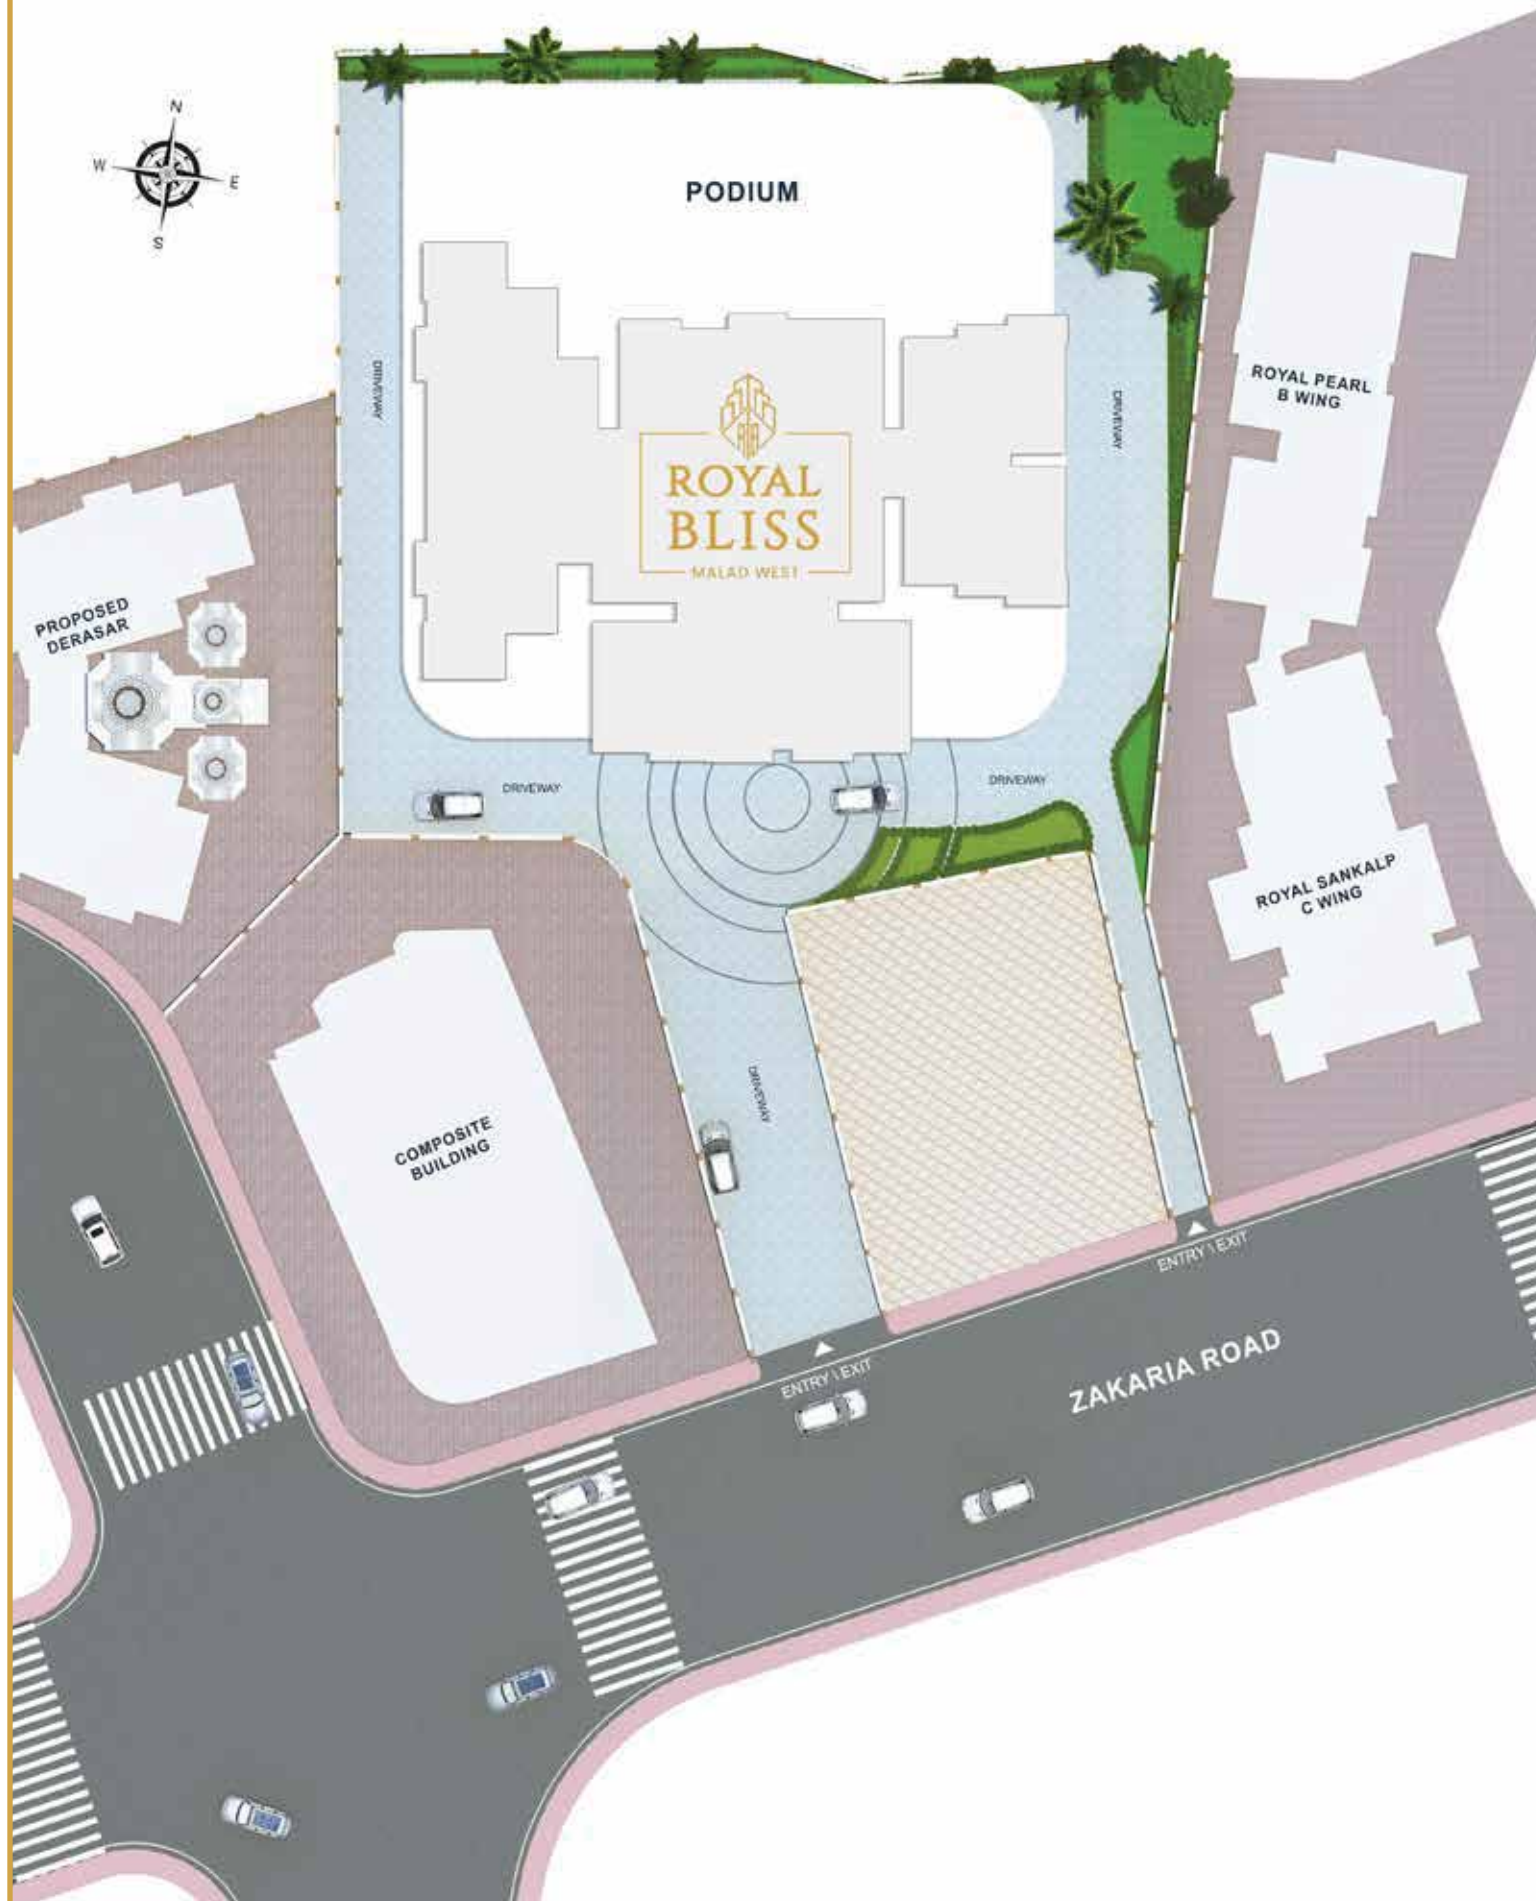 N
W
E
S
PODIUM
DRIVEWAY
DRIVEWAY
ROYAL PEARL
B WING
ROYAL
BLISS
MALAD WEST
PROPOSED
DERASAR
DRIVEWAY
DRIVEWAY
ROYAL SANKALP
C WING
DRIVEWAY
COMPOSITE
BUILDING
ENTRY \ EXIT
ENTRY \ EXIT
ZAKARIA ROAD